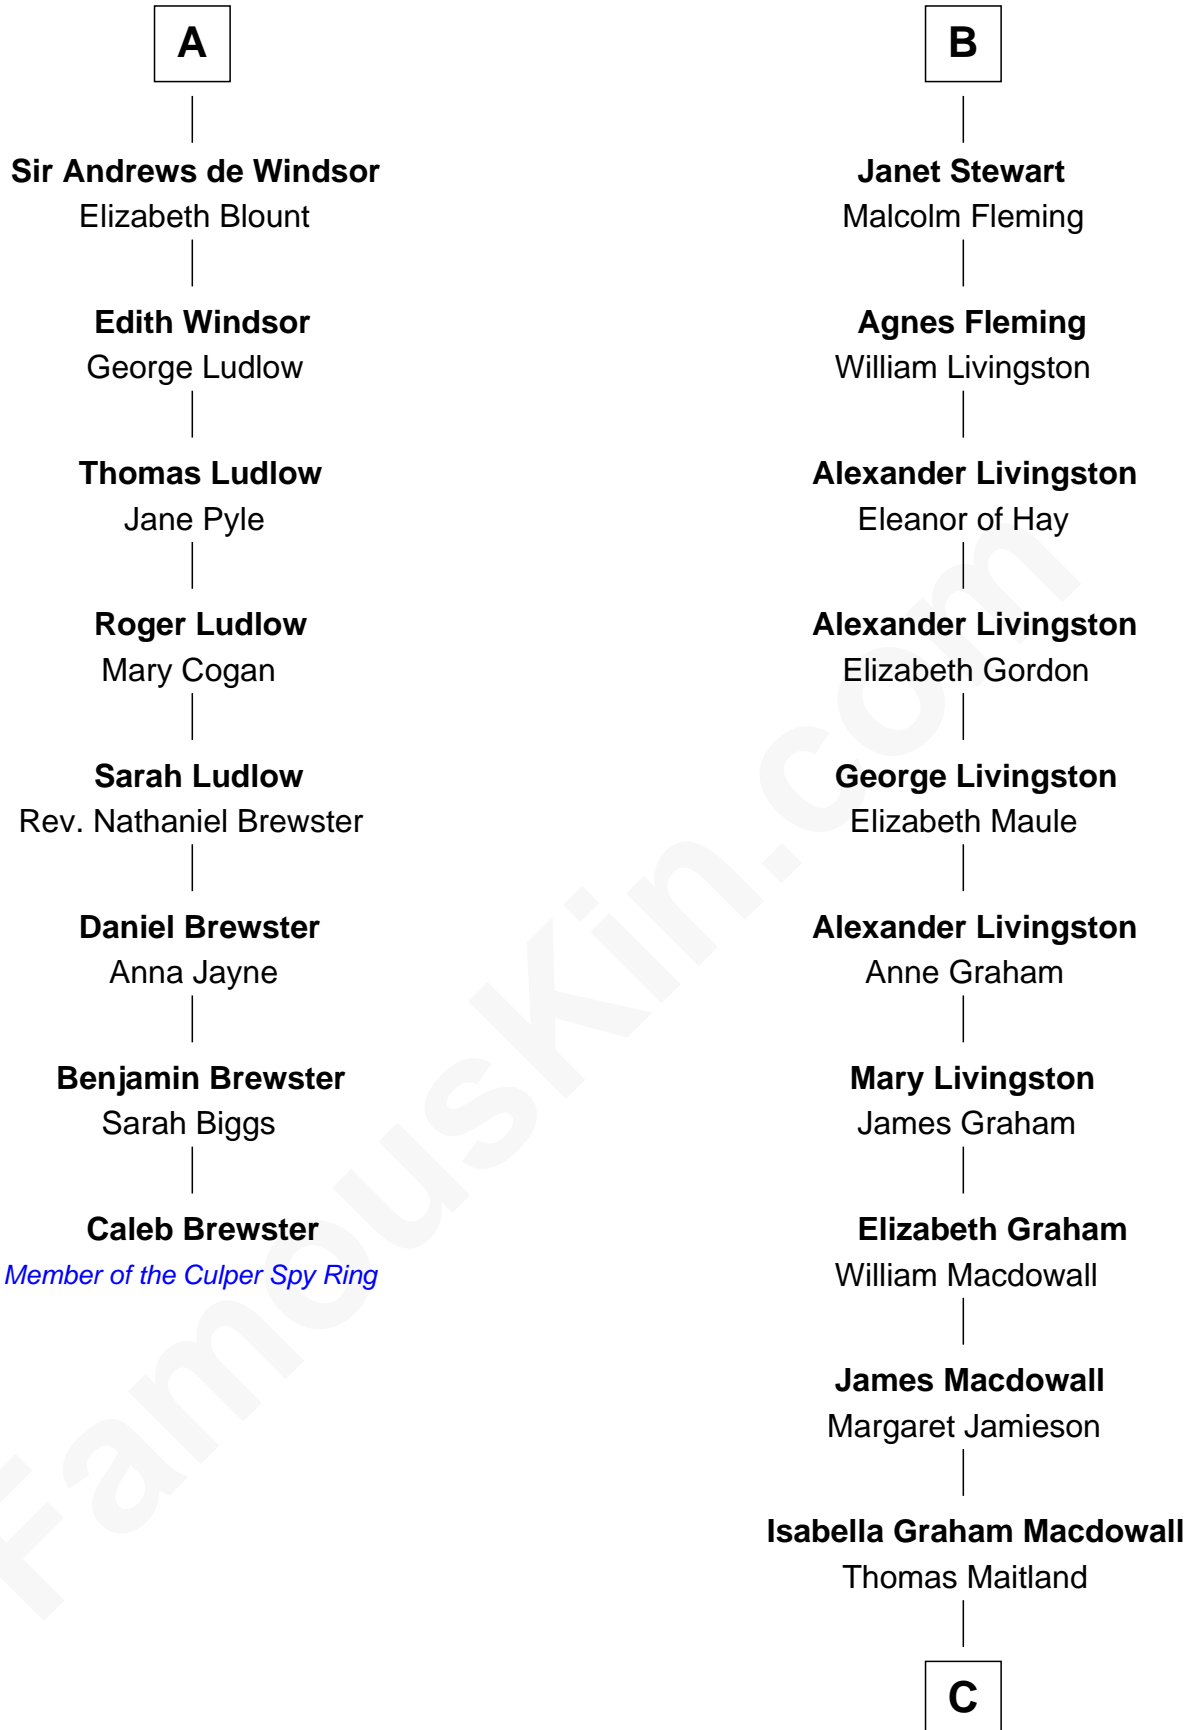 A
Sir Andrews de Windsor
Elizabeth Blount
Edith Windsor
George Ludlow
Thomas Ludlow
Jane Pyle
Roger Ludlow
Mary Cogan
Sarah Ludlow
Rev. Nathaniel Brewster
Daniel Brewster
Anna Jayne
Benjamin Brewster
Sarah Biggs
Caleb Brewster
Member of the Culper Spy Ring
B
Janet Stewart
Malcolm Fleming
Agnes Fleming
William Livingston
Alexander Livingston
Eleanor of Hay
Alexander Livingston
Elizabeth Gordon
George Livingston
Elizabeth Maule
Alexander Livingston
Anne Graham
Mary Livingston
James Graham
Elizabeth Graham
William Macdowall
James Macdowall
Margaret Jamieson
Isabella Graham Macdowall
Thomas Maitland
C
FamousKin.com